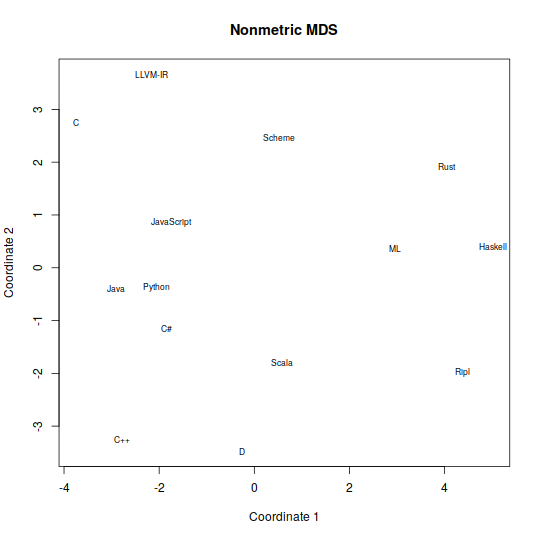 Nonmetric MDS
LLVM-IR
C
Scheme
Rust
JavaScript
ML
Haskell
Java
Python
C#
Scala
Ripl
C++
D
3
2
1
0
-1
-2
-3
Coordinate 2
-4
-2
0
2
4
Coordinate 1